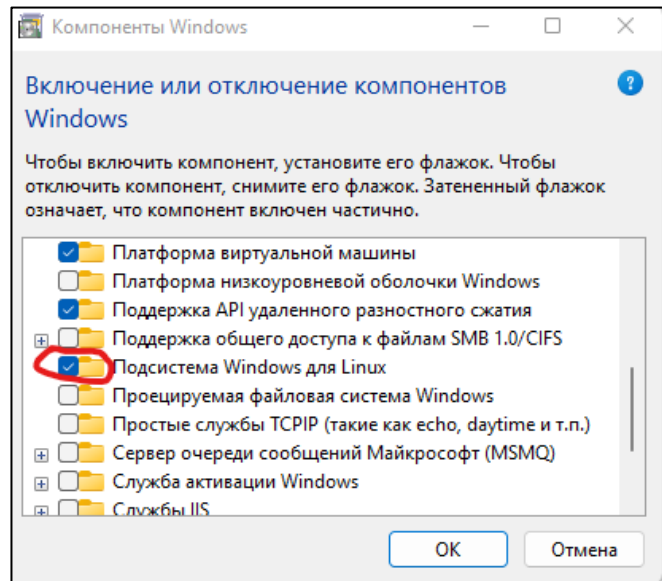 Компоненты Windows
Включение или отключение компонентов
Windows
Чтобы включить компонент, установите его флажок. Чтобы
отключить компонент, снимите его флажок. Затененный флажок
означает, что компонент включен частично.
Платформа виртуальной машины
Платформа низкоуровневой оболочки Windows
Поддержка API удаленного разностного сжатия
Поддержка общего доступа к файлам SMB 1.0/CIFS
Подсистема Windows для Linux
Проецируемая файловая система Windows
Простые службы TCPIP (такие как echo, daytime и т.п.)
Сервер очереди сообщений Майкрософт (MSMQ)
Служба активации Windows
Службы IIS
ОК Отмена